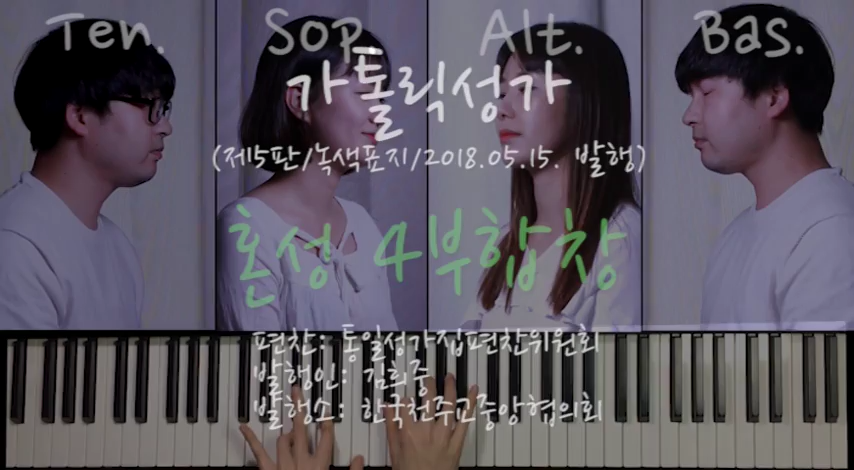 Ten. Sop. Alt. Bas.
가톨릭성가
(제5판/녹색표지/2018.05.15. 발행)
혼성 4부합창
편찬: 통일성가집편찬위원회
발행인: 김희중
발행소: 한국천주교중앙협의회